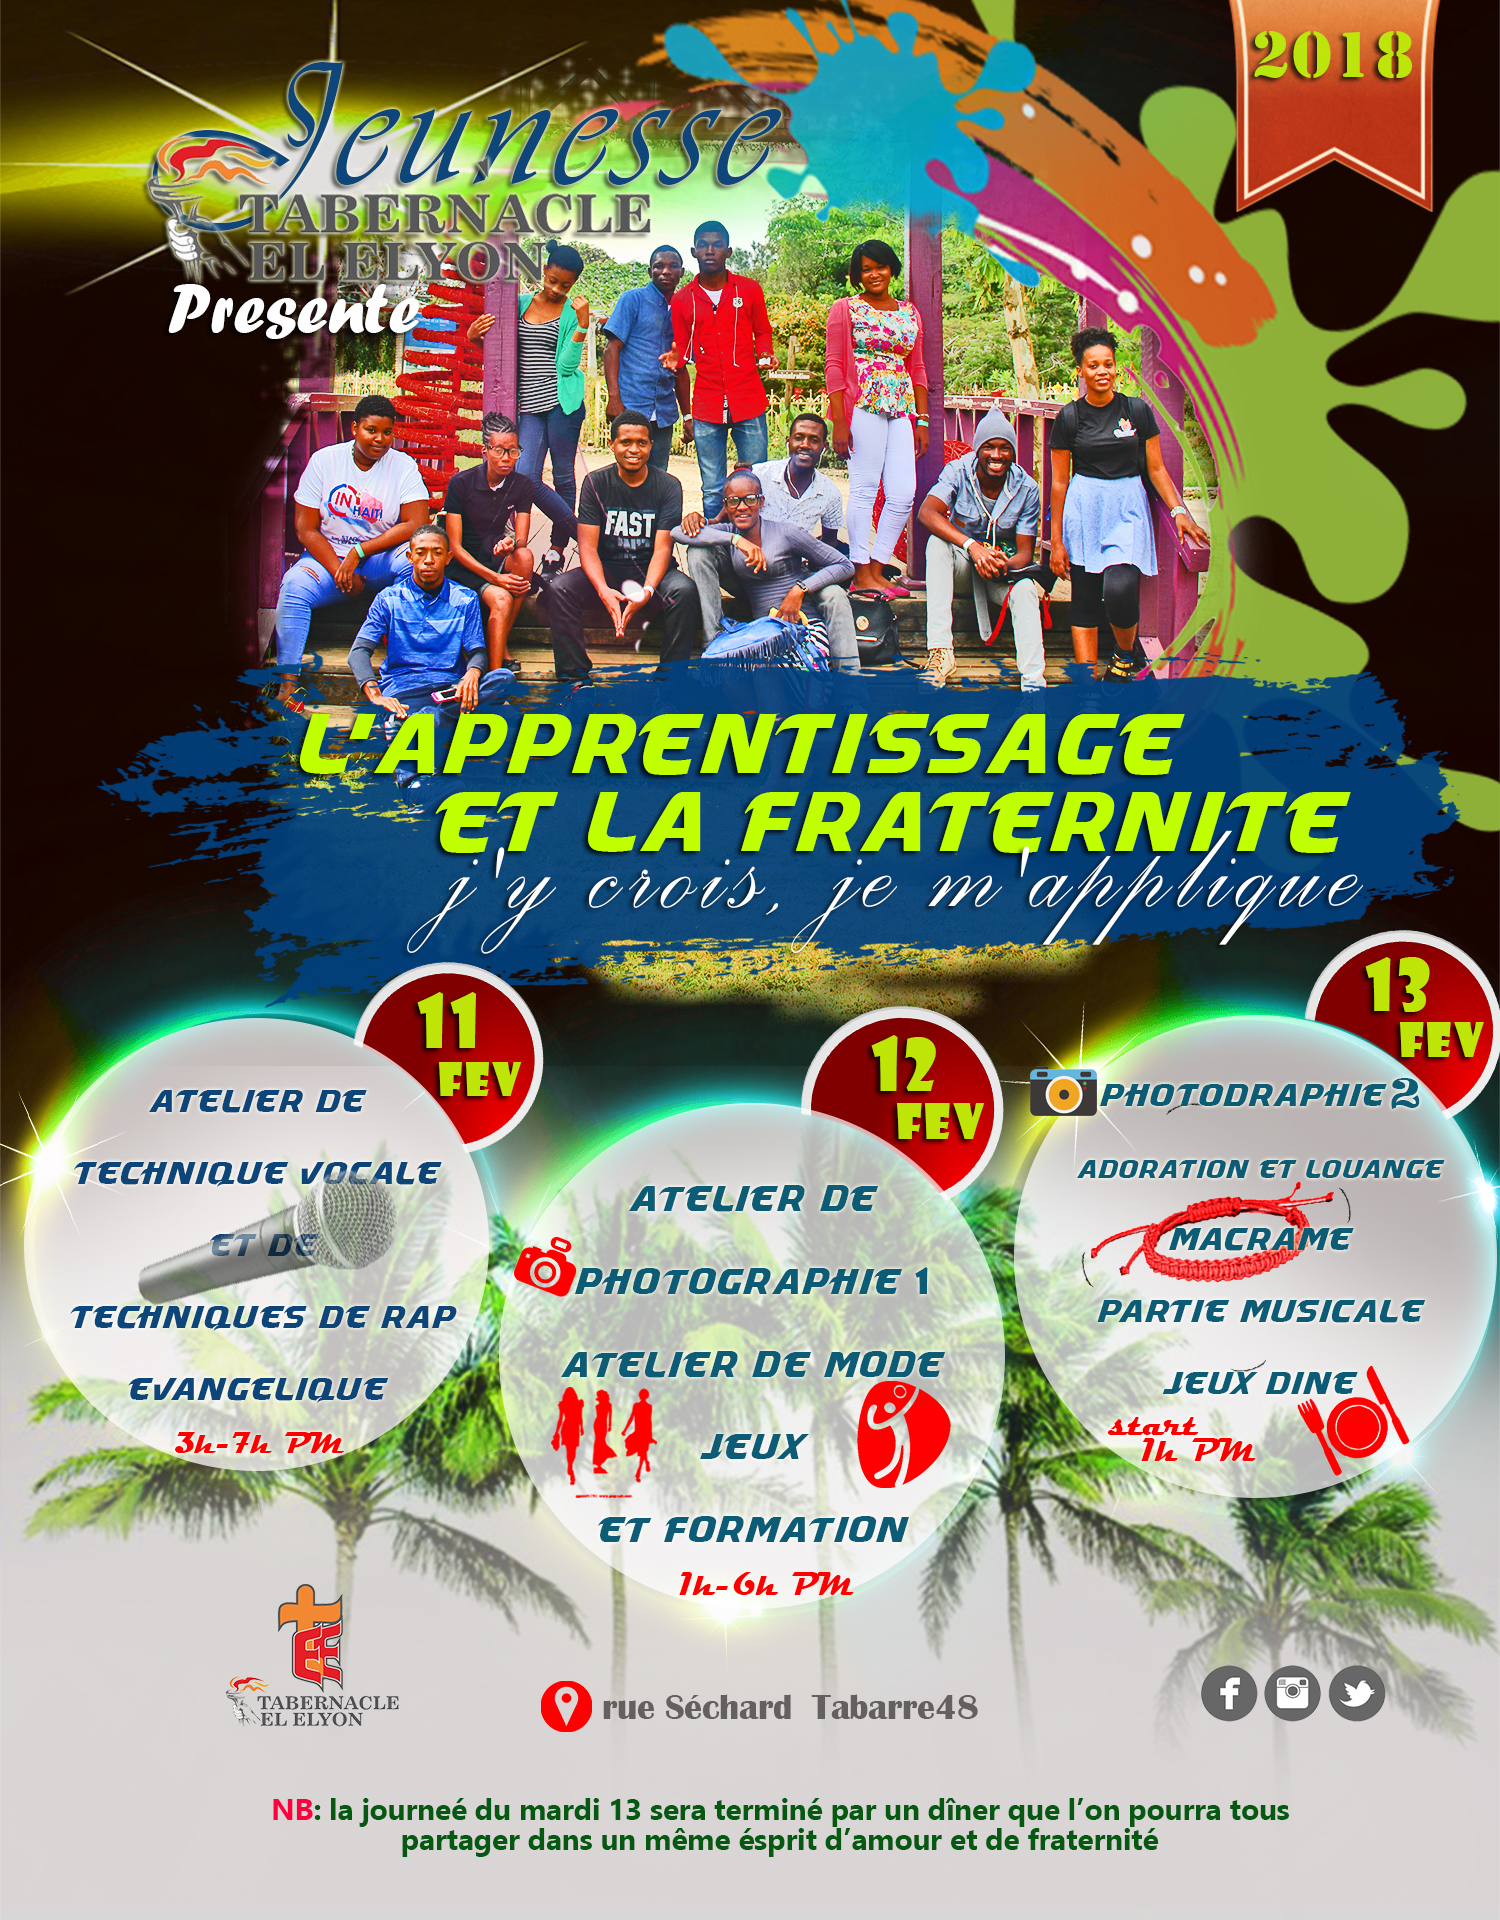 2018
Jeunesse
TABERNACLE
EL ELYON
Presente
IN
HAITI
FAST
L'APPRENTISSAGE
ET LA FRATERNITE
j'y crois, je m'applique
11
FEV
ATELIER DE
TECHNIQUE VOCALE
ET DE
TECHNIQUES DE RAP
EVANGELIQUE
3h-7h PM
12
FEV
ATELIER DE
PHOTOGRAPHIE 1
ATELIER DE MODE
JEUX
ET FORMATION
1h-6h PM
13
FEV
PHOTODRAPHIE 2
ADORATION ET LOUANGE
MACRAME
PARTIE MUSICALE
JEUX DINE
start
1h PM
TABERNACLE
EL ELYON
rue Séchard Tabarre48
NB: la journeé du mardi 13 sera terminé par un dîner que l’on pourra tous
partager dans un même ésprit d’amour et de fraternité